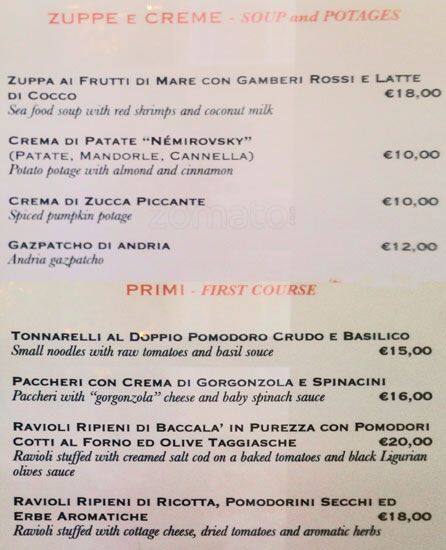 ZUPPE E CREME - SOUP and POTAGES
ZUPPA AI FRUTTI DI MARE CON GAMBERI ROSSI E LATTE
DI COCCO €18,00
Sea food soup with red shrimps and coconut milk
CREMA DI PATATE “NÉMIROVSKY”
(PATATE, MANDORLE, CANNELLA) €10,00
Potato potage with almond and cinnamon
CREMA DI ZUCCA PICCANTE €10,00
Spiced pumpkin potage
zomato
GAZPATCHO DI ANDRIA €12,00
Andria gazpatcho
PRIMI - FIRST COURSE
TONNARELLI AL DOPPIO POMODORO CRUDO E BASILICO
Small noodles with raw tomatoes and basil souce €15,00
PACCHERI CON CREMA DI GORGONZOLA E SPINACINI
Paccheri with “gorgonzola” cheese and baby spinach sauce €16,00
RAVIOLI RIPIENI DI BACCALA’ IN PUREZZA CON POMODORI
COTTI AL FORNO ED OLIVE TAGGIASCHE €20,00
Ravioli stuffed with creamed salt cod on a baked tomatoes and black Ligurian
olives sauce
RAVIOLI RIPIENI DI RICOTTA, POMODORINI SECCHI ED
ERBE AROMATICHE €18,00
Ravioli stuffed with cottage cheese, dried tomatoes and aromatic herbs